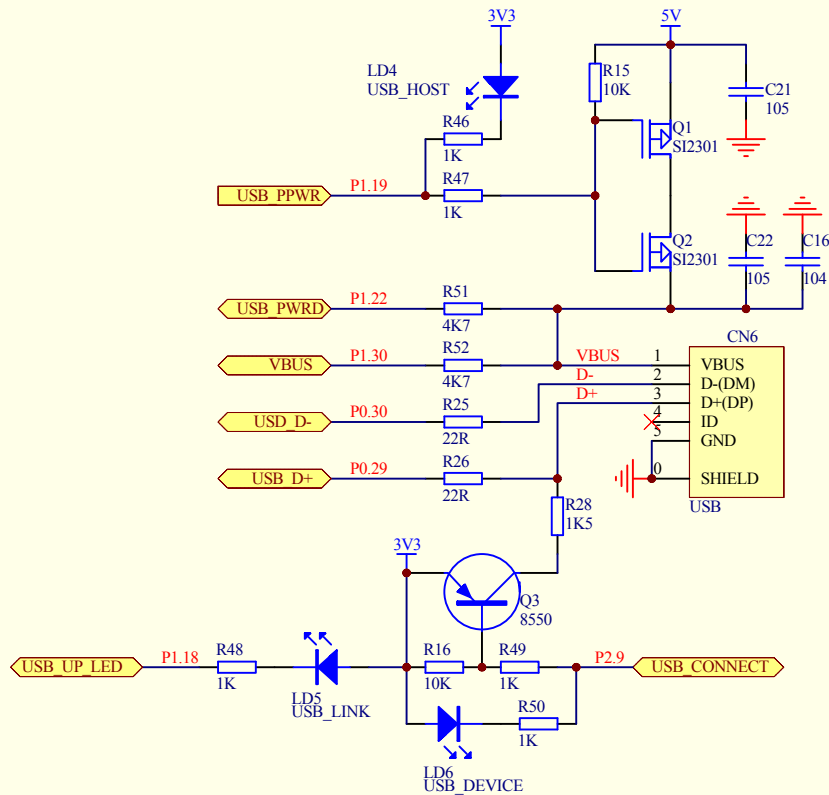 3V3
5V
LD4
USB_HOST
R15
10K
C21
105
R46
1K
Q1
SI2301
USB_PPWR
P1.19
R47
1K
Q2
SI2301
C22
105
C16
104
USB_PWRD
P1.22
R51
4K7
CN6
VBUS
P1.30
R52
4K7
VBUS
1
VBUS
D-
2
D-(DM)
D+
3
D+(DP)
USD_D-
P0.30
R25
22R
4
ID
5
GND
USB_D+
P0.29
R26
22R
0
SHIELD
USB
R28
1K5
3V3
Q3
8550
USB_UP_LED
P1.18
R48
1K
LD5
USB_LINK
R16
10K
R49
1K
P2.9
USB_CONNECT
R50
1K
LD6
USB_DEVICE